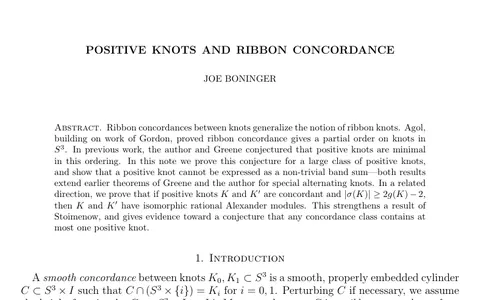 POSITIVE KNOTS AND RIBBON CONCORDANCE
JOE BONINGER
Abstract. Ribbon concordances between knots generalize the notion of ribbon knots. Agol,
building on work of Gordon, proved ribbon concordance gives a partial order on knots in
S³. In previous work, the author and Greene conjectured that positive knots are minimal
in this ordering. In this note we prove this conjecture for a large class of positive knots,
and show that a positive knot cannot be expressed as a non-trivial band sum—both results
extend earlier theorems of Greene and the author for special alternating knots. In a related
direction, we prove that if positive knots K and K′ are concordant and |σ(K)| ≥ 2g(K) − 2,
then K and K′ have isomorphic rational Alexander modules. This strengthens a result of
Stoimenow, and gives evidence toward a conjecture that any concordance class contains at
most one positive knot.
1. Introduction
A smooth concordance between knots K₀, K₁ ⊂ S³ is a smooth, properly embedded cylinder
C ⊂ S³ × I such that C ∩ (S³ × {i}) = Kᵢ for i = 0, 1. Perturbing C if necessary, we assume